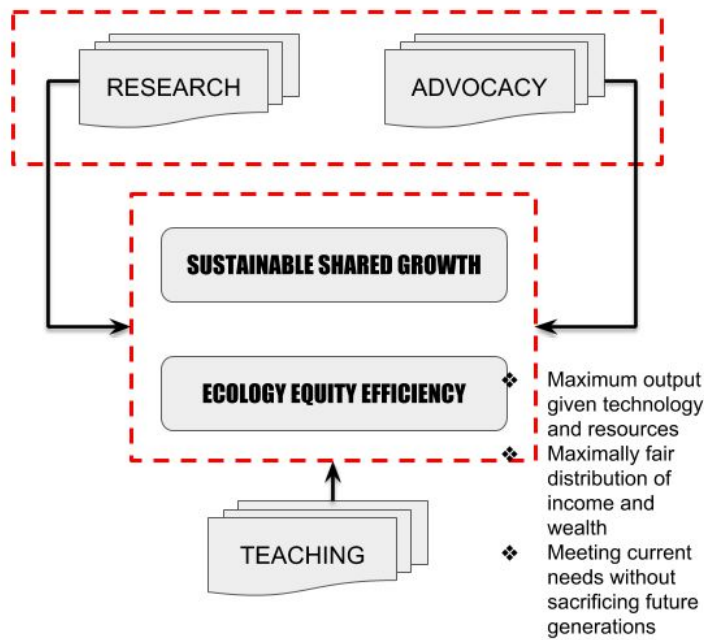 RESEARCH
ADVOCACY
SUSTAINABLE SHARED GROWTH
ECOLOGY EQUITY EFFICIENCY
❖ Maximum output
given technology
and resources
❖ Maximally fair
distribution of
income and
wealth
❖ Meeting current
needs without
sacrificing future
generations
TEACHING